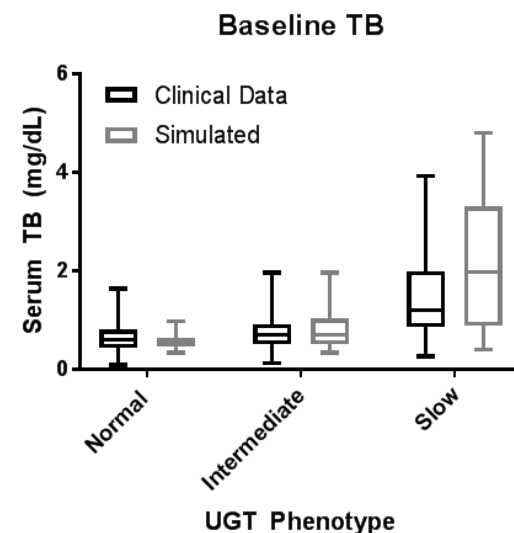 Baseline TB
6
Clinical Data
Simulated
4
2
0
Serum TB (mg/dL)
Normal
Intermediate
Slow
UGT Phenotype